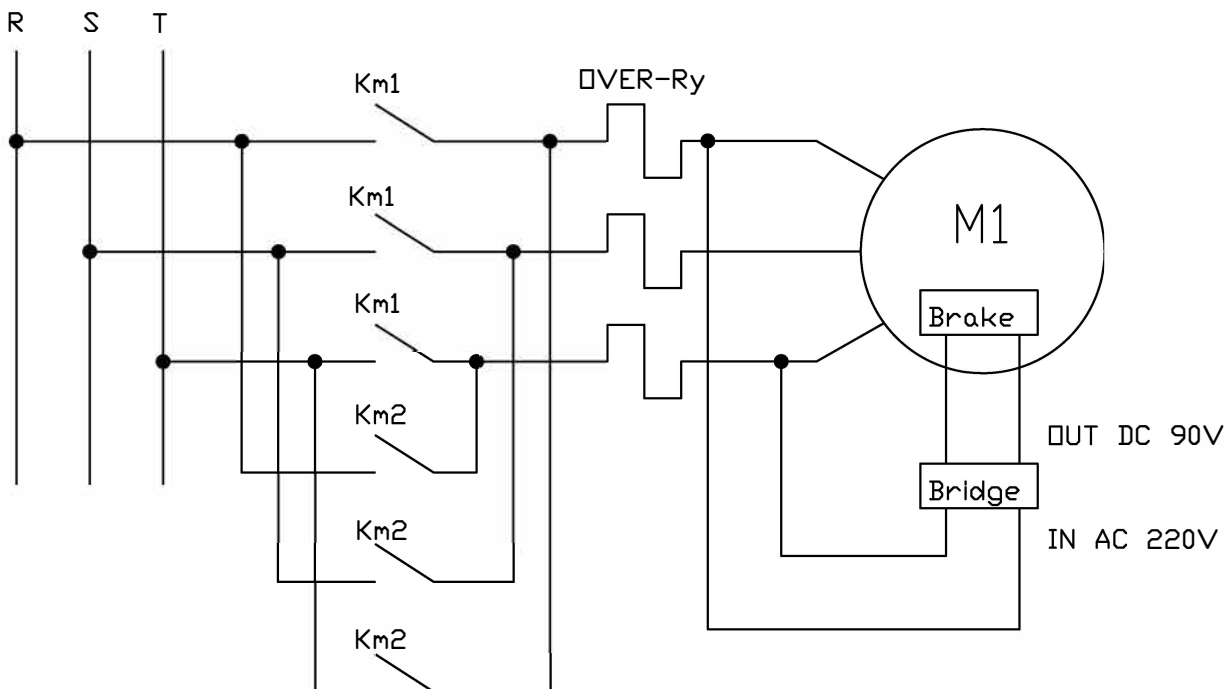 R S T
Km1
OVER-Ry
Km1
M1
Km1
Brake
Km2
OUT DC 90V
Bridge
Km2
IN AC 220V
Km2